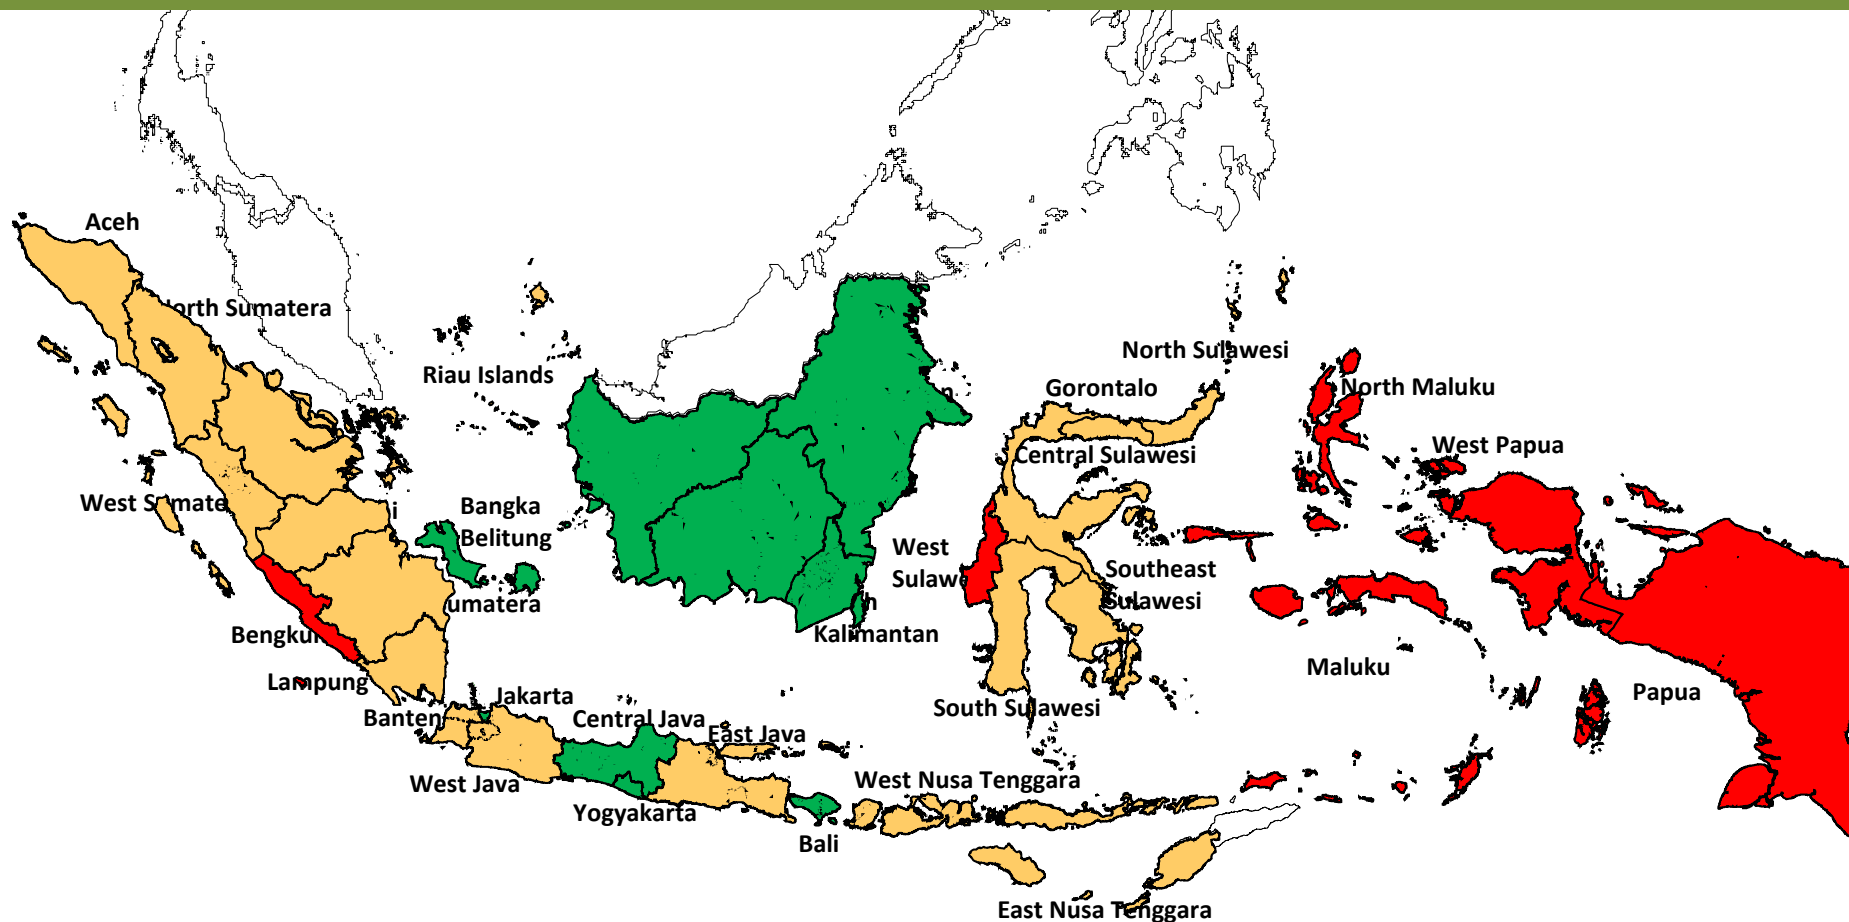 Aceh
North Sumatera
Riau Islands
North Sulawesi
Gorontalo
North Maluku
West Papua
Central Sulawesi
West
Bangka
Belitung
West
Southeast
Sulawesi
Kalimantan
Lampung
Maluku
Papua
Jakarta
Banten
Central Java
South Sulawesi
East Java
West Java
West Nusa Tenggara
Yogyakarta
Bali
East Nusa Tenggara